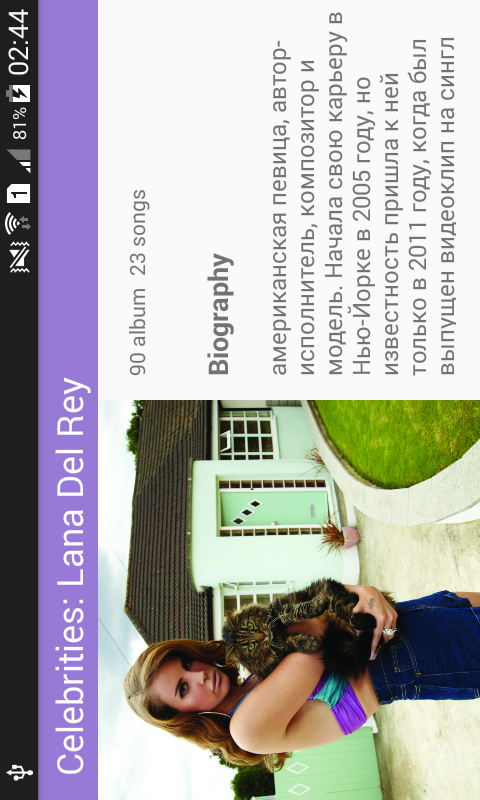 1 81% 02:44
Celebrities: Lana Del Rey
90 album 23 songs
Biography
американская певица, автор-
исполнитель, композитор и
модель. Начала свою карьеру в
Нью-Йорке в 2005 году, но
известность пришла к ней
только в 2011 году, когда был
выпущен видеоклип на сингл